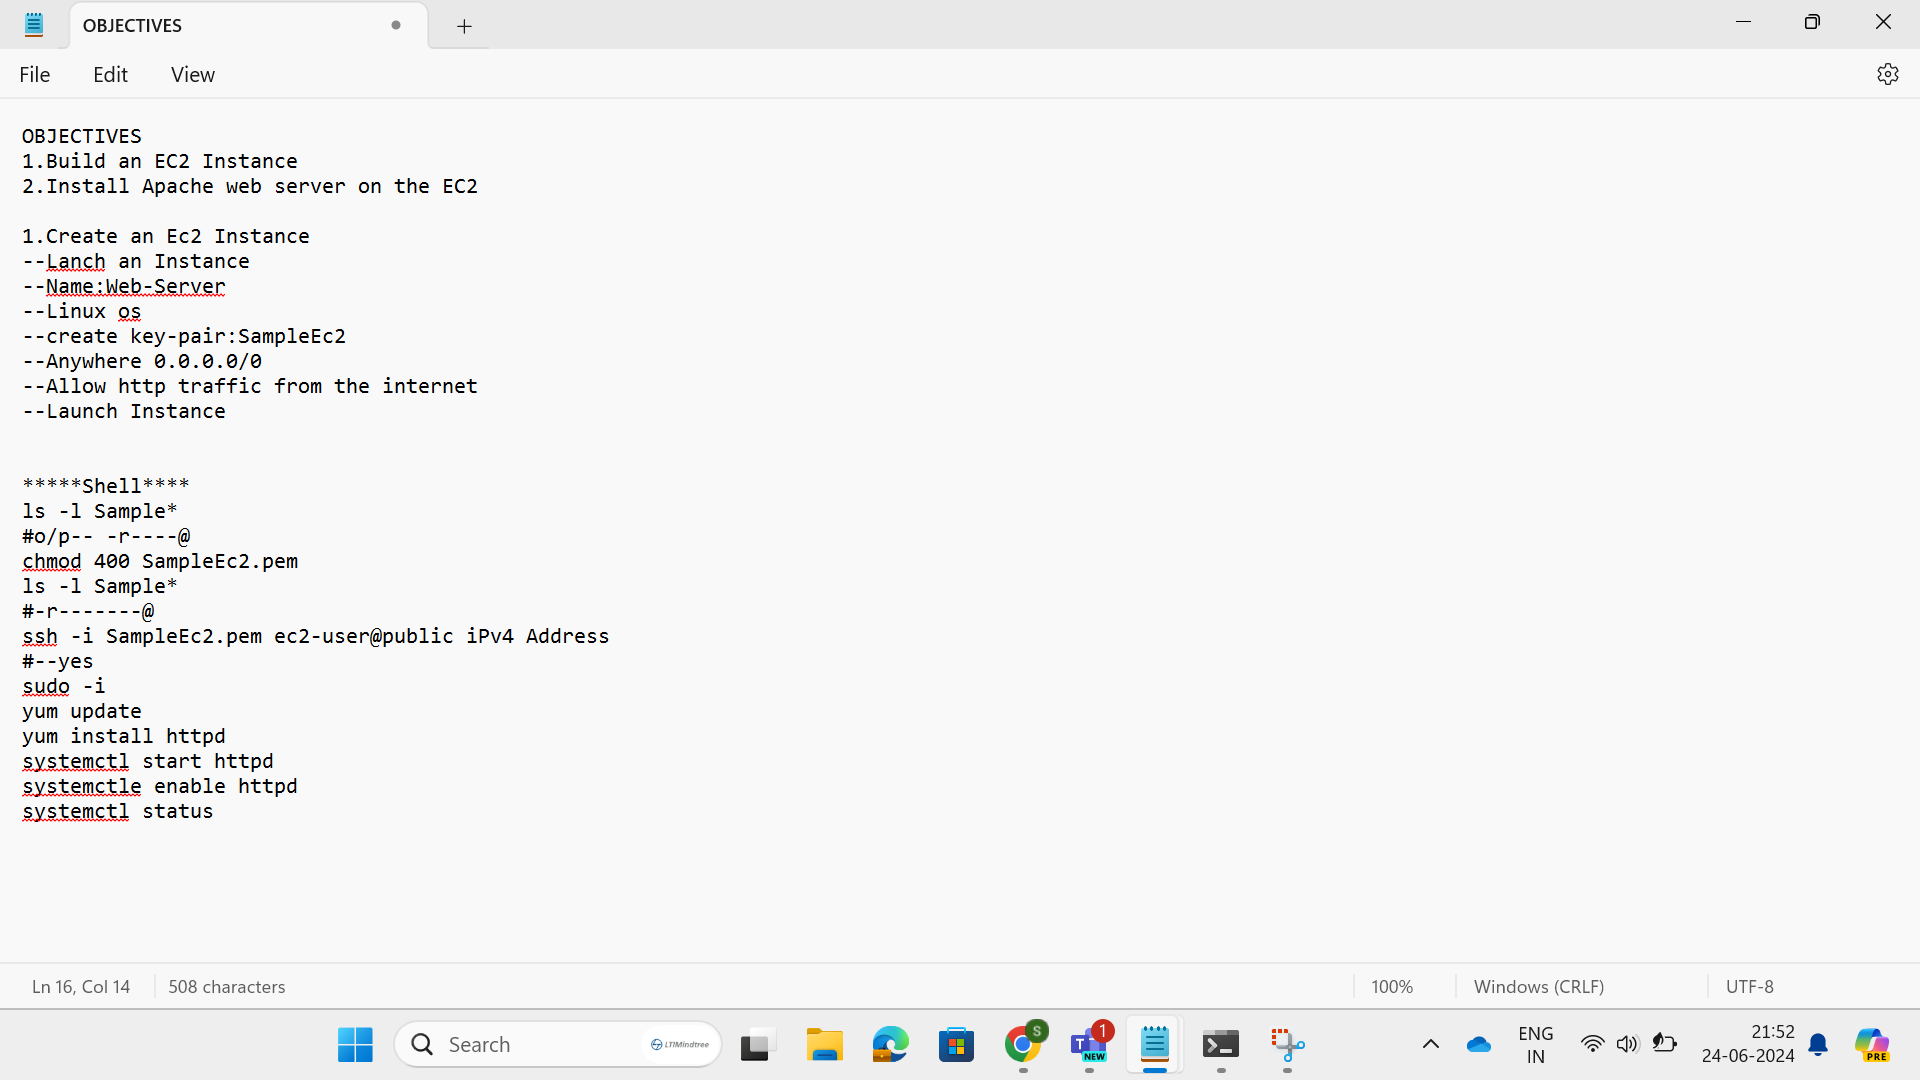 OBJECTIVES
File Edit View
OBJECTIVES
1.Build an EC2 Instance
2.Install Apache web server on the EC2
1.Create an Ec2 Instance
--Lanch an Instance
--Name:Web-Server
--Linux os
--create key-pair:SampleEc2
--Anywhere 0.0.0.0/0
--Allow http traffic from the internet
--Launch Instance
*****Shell****
ls -l Sample*
#o/p-- -r----@
chmod 400 SampleEc2.pem
ls -l Sample*
#-r-------@
ssh -i SampleEc2.pem ec2-user@public iPv4 Address
#--yes
sudo -i
yum update
yum install httpd
systemctl start httpd
systemctle enable httpd
systemctl status
Ln 16, Col 14 508 characters 100% Windows (CRLF) UTF-8
Search LTIMindtree S T 1 NEW ENG 21:52 PRE
IN 24-06-2024